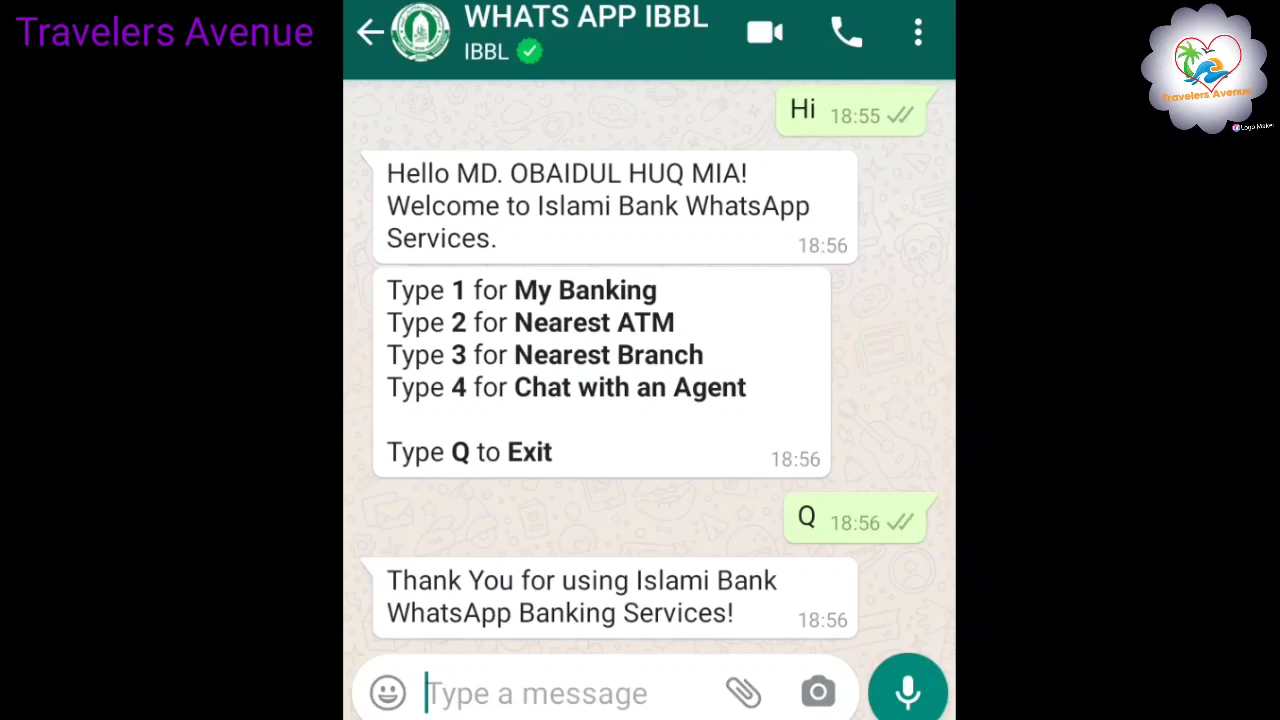 Travelers Avenue
WHATS APP IBBL
IBBL
Travelers Avenue
Logo Maker
Hi 18:55
Hello MD. OBAIDUL HUQ MIA!
Welcome to Islami Bank WhatsApp
Services. 18:56
Type 1 for My Banking
Type 2 for Nearest ATM
Type 3 for Nearest Branch
Type 4 for Chat with an Agent
Type Q to Exit 18:56
Q 18:56
Thank You for using Islami Bank
WhatsApp Banking Services! 18:56
Type a message